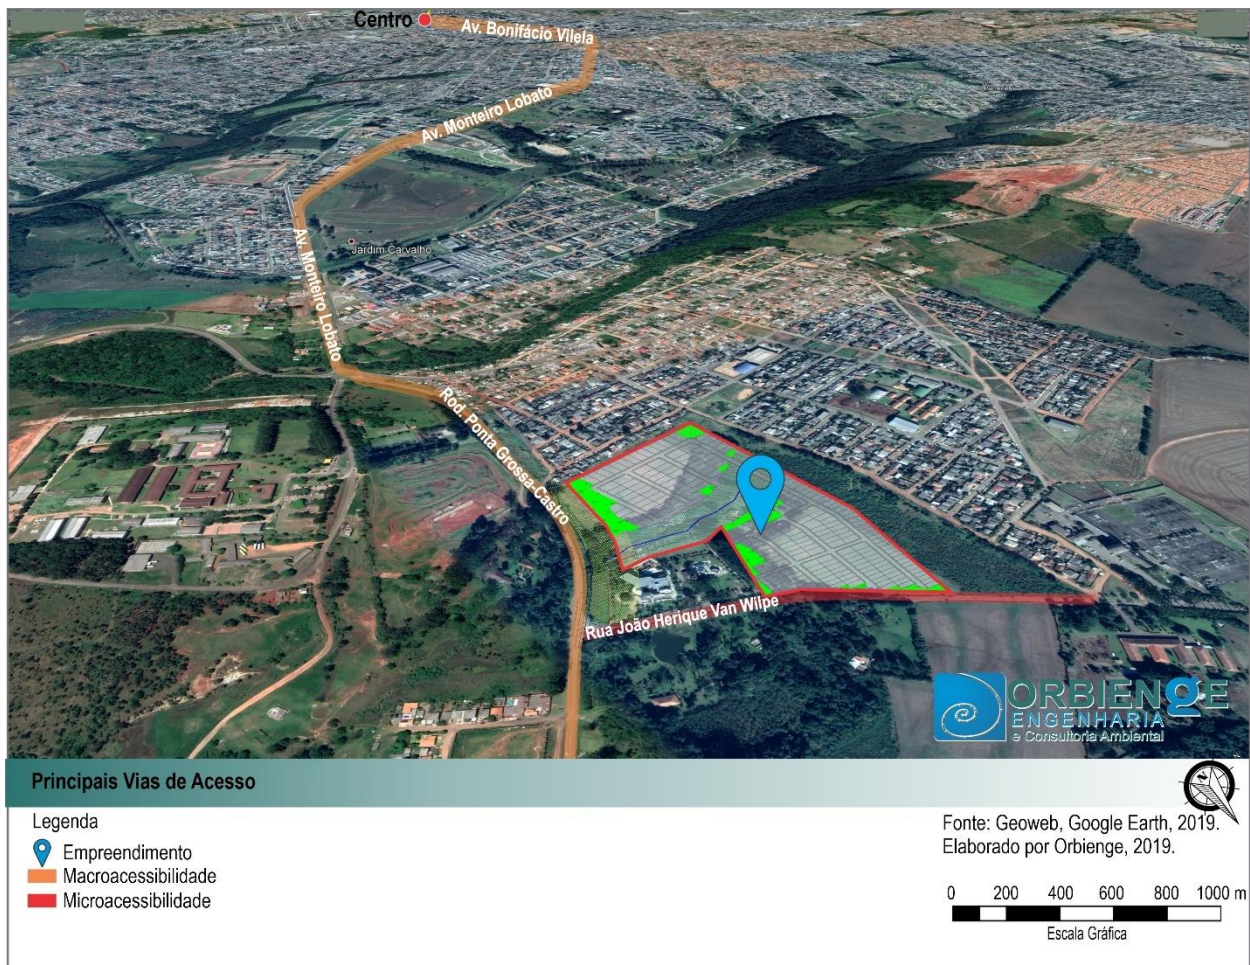 Centro
Av. Bonifácio Vilela
Av. Monteiro Lobato
Jardim Carvalho
Av. Monteiro Lobato
Rod. Ponta Grossa-Castro
Rua João Herique Van Wilpe
ORBIENGE
ENGENHARIA
e Consultoria Ambiental
Principais Vias de Acesso
N
Legenda
Empreendimento
Macroacessibilidade
Microacessibilidade
Fonte: Geoweb, Google Earth, 2019.
Elaborado por Orbienge, 2019.
0 200 400 600 800 1000 m
Escala Gráfica